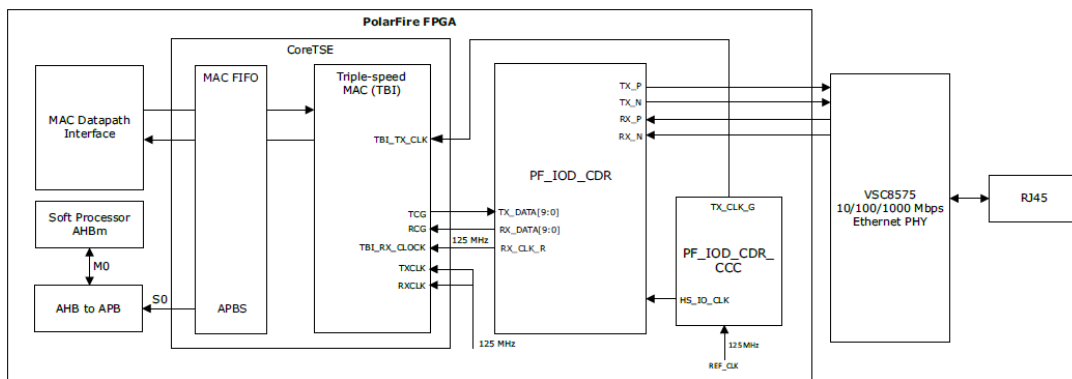 PolarFire FPGA
CoreTSE
MAC FIFO
Triple-speed
MAC (TBI)
MAC Datapath
Interface
TBI_TX_CLK
TX_P
TX_N
RX_P
RX_N
PF_IOD_CDR
VSC8575
10/100/1000 Mbps
Ethernet PHY
RJ45
Soft Processor
AHBm
TCG
TX_DATA[9:0]
RCG
RX_DATA[9:0]
TBI_RX_CLOCK
125 MHz
RX_CLK_R
TX_CLK_G
PF_IOD_CDR_
CCC
M0
TXCLK
RXCLK
HS_IO_CLK
AHB to APB
S0
APBS
125 MHz
125MHz
REF_CLK